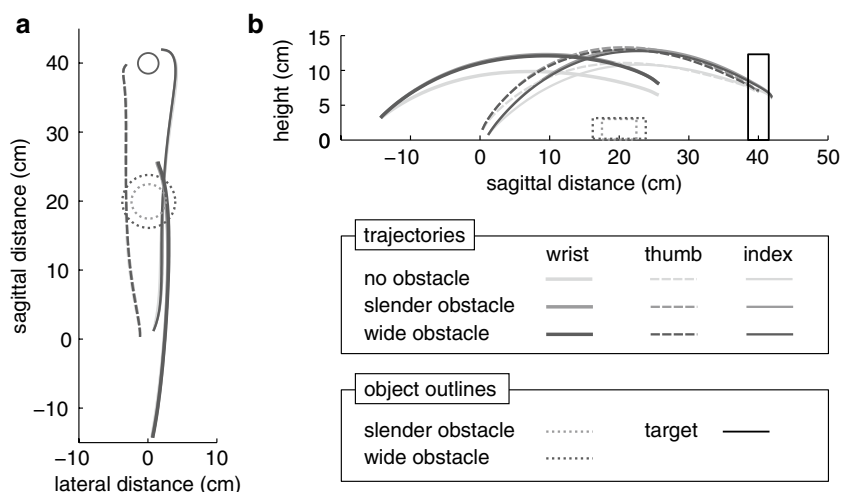 a
sagittal distance (cm)
40
30
20
10
0
−10
−10
0
10
lateral distance (cm)
b
height (cm)
15
10
5
0
−10
0
10
20
30
40
50
sagittal distance (cm)
trajectories
wrist thumb index
no obstacle
slender obstacle
wide obstacle
object outlines
slender obstacle target
wide obstacle